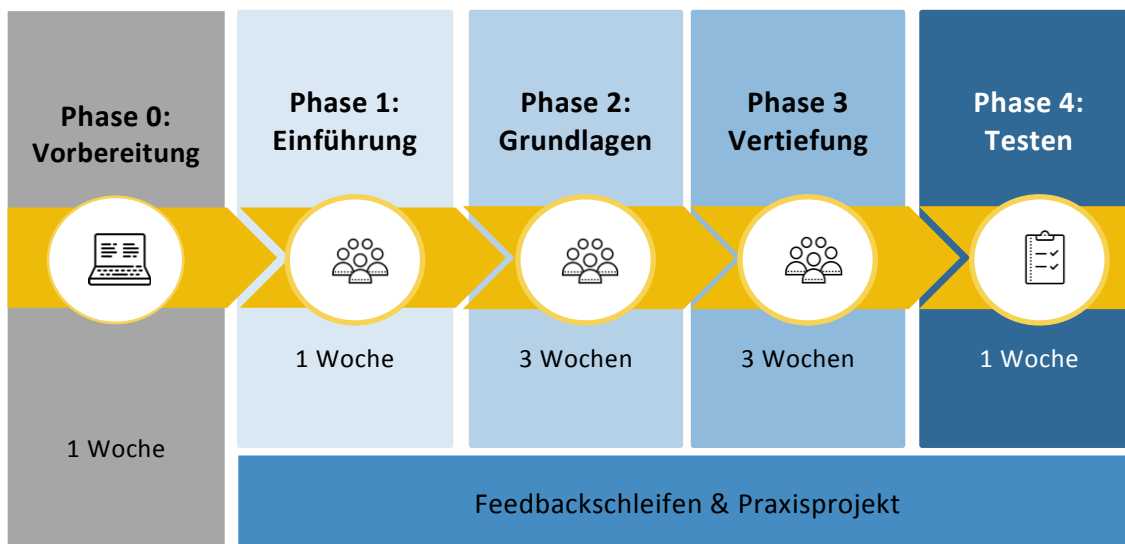 Phase 0:
Vorbereitung
1 Woche
Phase 1:
Einführung
1 Woche
Phase 2:
Grundlagen
3 Wochen
Phase 3
Vertiefung
3 Wochen
Phase 4:
Testen
1 Woche
Feedbackschleifen & Praxisprojekt